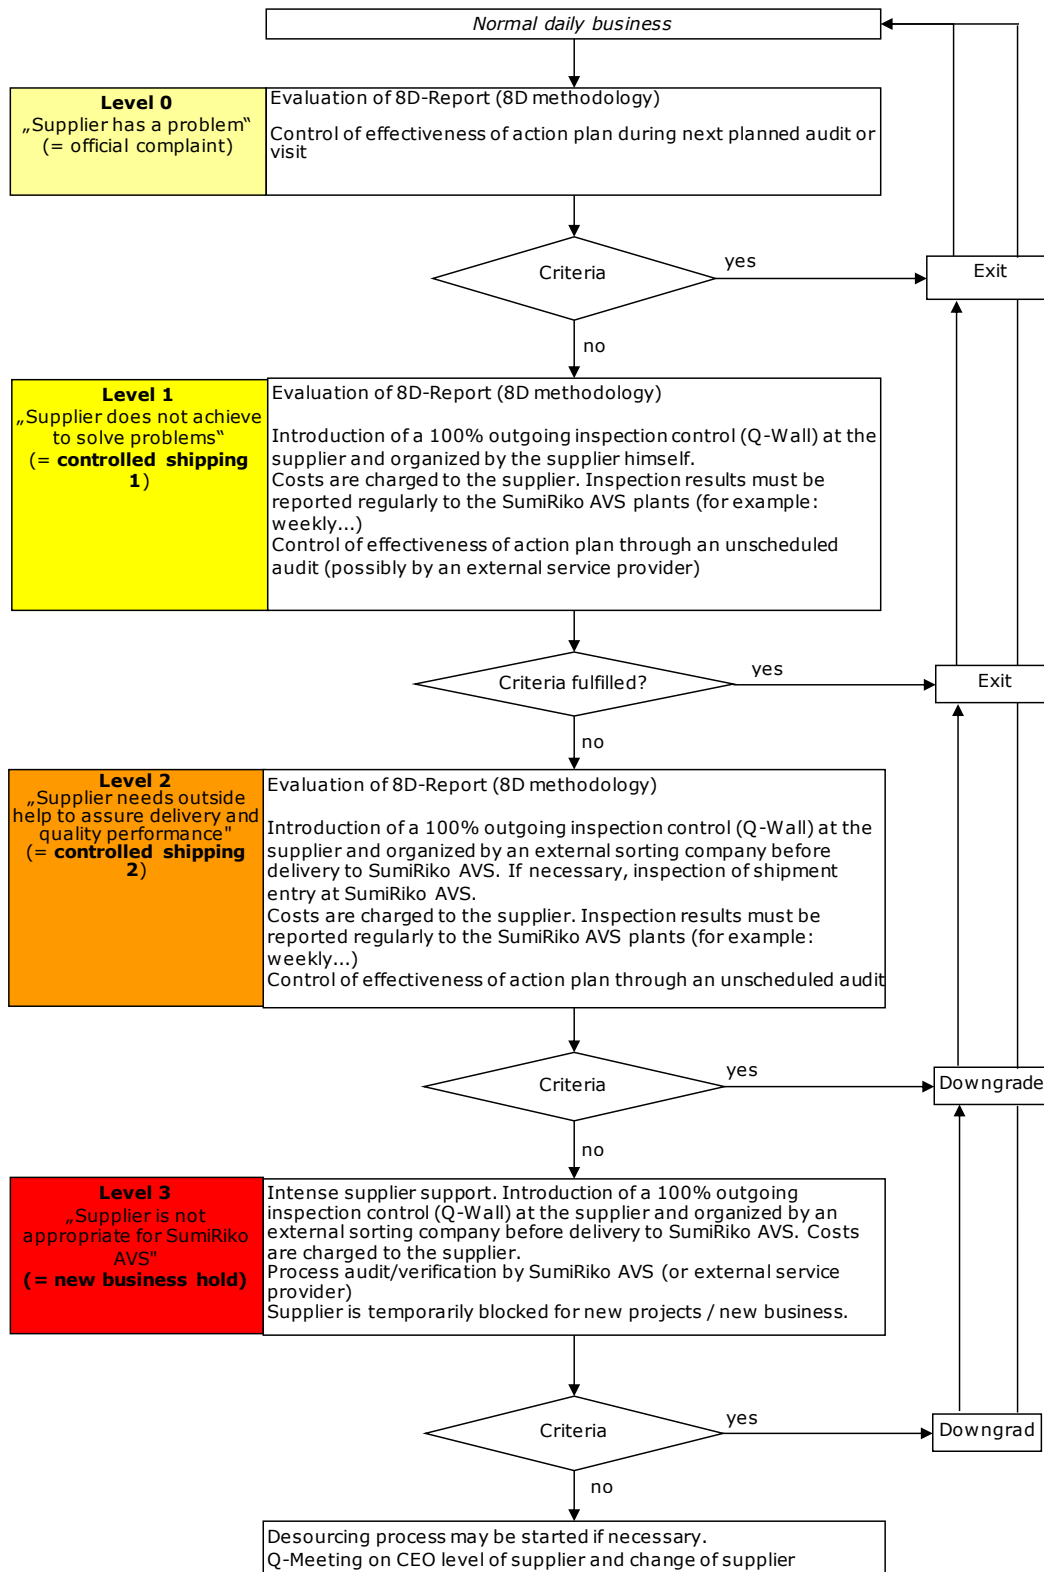 Normal daily business
Level 0
„Supplier has a problem“
(= official complaint)
Evaluation of 8D-Report (8D methodology)
Control of effectiveness of action plan during next planned audit or
visit
Criteria
yes
Exit
no
Level 1
„Supplier does not achieve
to solve problems“
(= controlled shipping
1)
Evaluation of 8D-Report (8D methodology)
Introduction of a 100% outgoing inspection control (Q-Wall) at the
supplier and organized by the supplier himself.
Costs are charged to the supplier. Inspection results must be
reported regularly to the SumiRiko AVS plants (for example:
weekly...)
Control of effectiveness of action plan through an unscheduled
audit (possibly by an external service provider)
Criteria fulfilled?
yes
Exit
no
Level 2
„Supplier needs outside
help to assure delivery and
quality performance"
(= controlled shipping
2)
Evaluation of 8D-Report (8D methodology)
Introduction of a 100% outgoing inspection control (Q-Wall) at the
supplier and organized by an external sorting company before
delivery to SumiRiko AVS. If necessary, inspection of shipment
entry at SumiRiko AVS.
Costs are charged to the supplier. Inspection results must be
reported regularly to the SumiRiko AVS plants (for example:
weekly...)
Control of effectiveness of action plan through an unscheduled audit
Criteria
yes
Downgrade
no
Level 3
„Supplier is not
appropriate for SumiRiko
AVS"
(= new business hold)
Intense supplier support. Introduction of a 100% outgoing
inspection control (Q-Wall) at the supplier and organized by an
external sorting company before delivery to SumiRiko AVS. Costs
are charged to the supplier.
Process audit/verification by SumiRiko AVS (or external service
provider)
Supplier is temporarily blocked for new projects / new business.
Criteria
yes
Downgrad
no
Desourcing process may be started if necessary.
Q-Meeting on CEO level of supplier and change of supplier